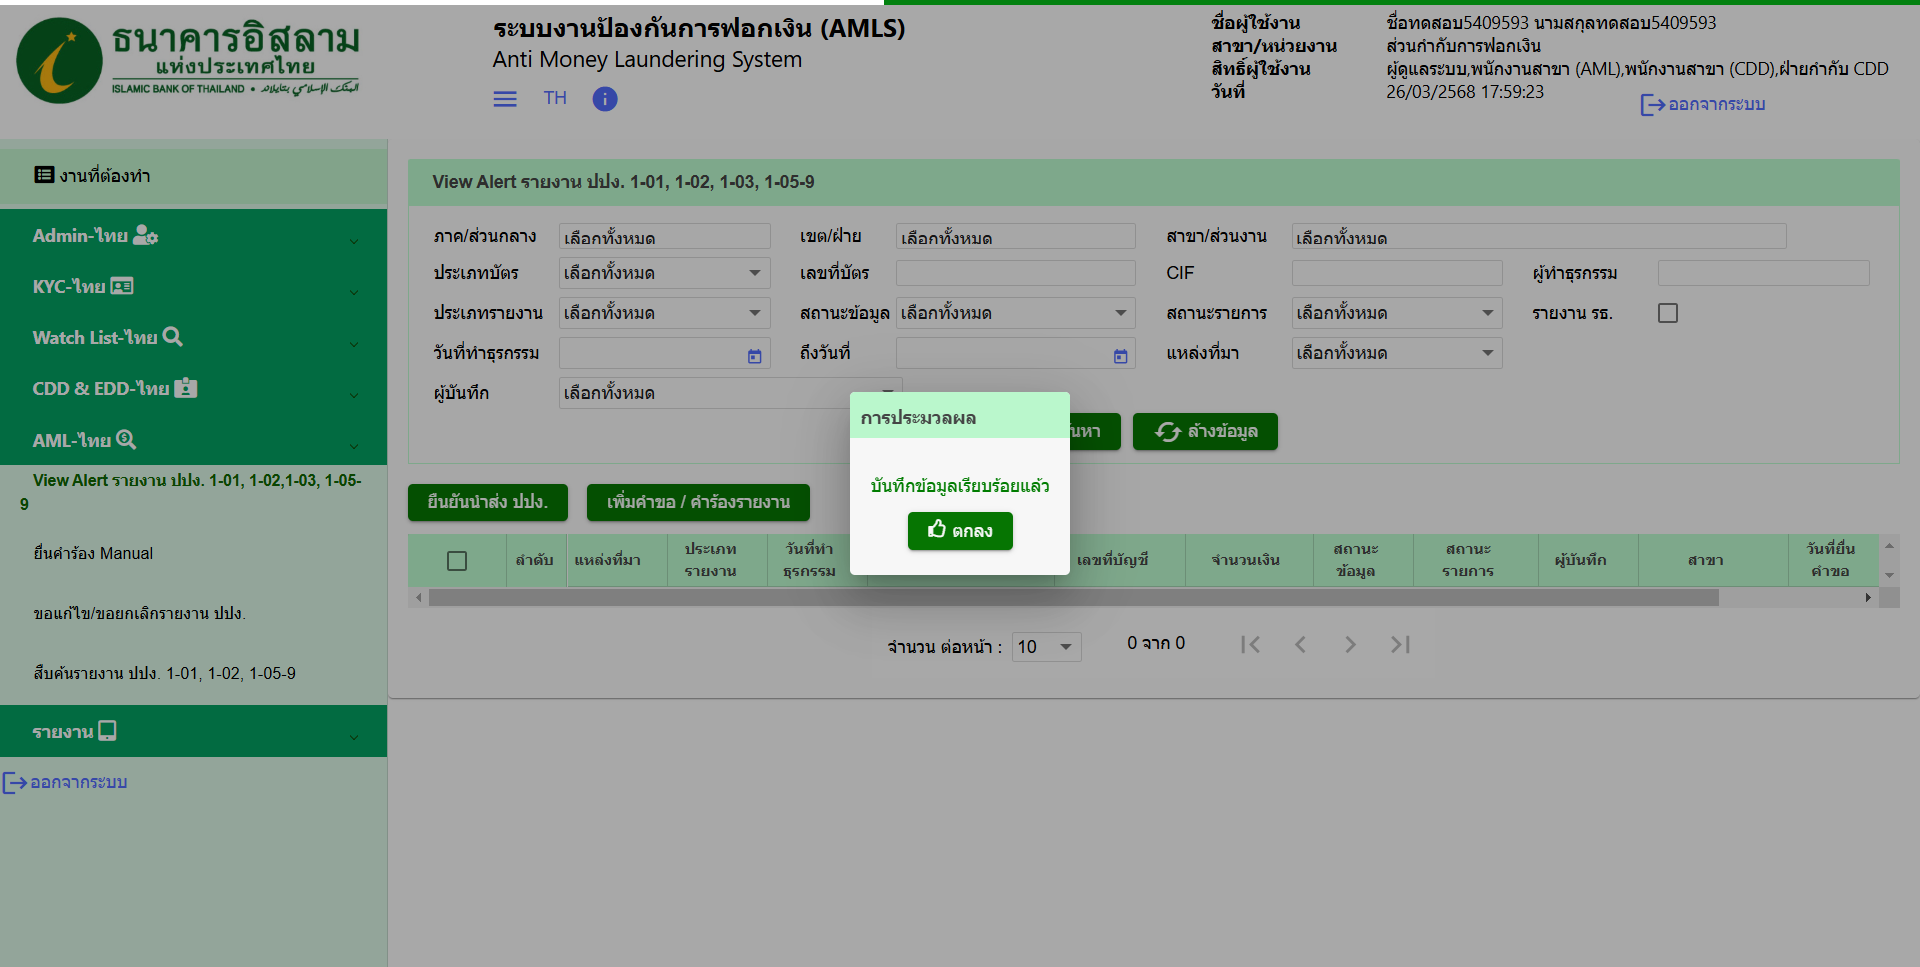 ธนาคารอิสลาม
แห่งประเทศไทย
ISLAMIC BANK OF THAILAND •
ระบบงานป้องกันการฟอกเงิน (AMLS)
Anti Money Laundering System
TH
ชื่อผู้ใช้งาน ชื่อทดสอบ5409593 นามสกุลทดสอบ5409593
สาขา/หน่วยงาน ส่วนกำกับการฟอกเงิน
สิทธิ์ผู้ใช้งาน ผู้ดูแลระบบ,พนักงานสาขา (AML),พนักงานสาขา (CDD),ฝ่ายกำกับ CDD
วันที่ 26/03/2568 17:59:23
ออกจากระบบ
งานที่ต้องทำ
Admin-ไทย
KYC-ไทย
Watch List-ไทย
CDD & EDD-ไทย
AML-ไทย
View Alert รายงาน ปปง. 1-01, 1-02,1-03, 1-05-
9
ยื่นคำร้อง Manual
ขอแก้ไข/ขอยกเลิกรายงาน ปปง.
สืบค้นรายงาน ปปง. 1-01, 1-02, 1-05-9
รายงาน
ออกจากระบบ
View Alert รายงาน ปปง. 1-01, 1-02, 1-03, 1-05-9
ภาค/ส่วนกลาง เลือกทั้งหมด เขต/ฝ่าย เลือกทั้งหมด สาขา/ส่วนงาน เลือกทั้งหมด
ประเภทบัตร เลือกทั้งหมด เลขที่บัตร CIF ผู้ทำธุรกรรม
ประเภทรายงาน เลือกทั้งหมด สถานะข้อมูล เลือกทั้งหมด สถานะรายการ เลือกทั้งหมด รายงาน รธ.
วันที่ทำธุรกรรม ถึงวันที่ แหล่งที่มา เลือกทั้งหมด
ผู้บันทึก เลือกทั้งหมด
ล้างข้อมูล
การประมวลผล
บันทึกข้อมูลเรียบร้อยแล้ว
ตกลง
ยืนยันนำส่ง ปปง. เพิ่มคำขอ / คำร้องรายงาน
ลำดับ แหล่งที่มา ประเภท รายงาน วันที่ทำ ธุรกรรม เลขที่บัญชี จำนวนเงิน สถานะ ข้อมูล สถานะ รายการ ผู้บันทึก สาขา วันที่ยื่น คำขอ
จำนวน ต่อหน้า : 10 0 จาก 0